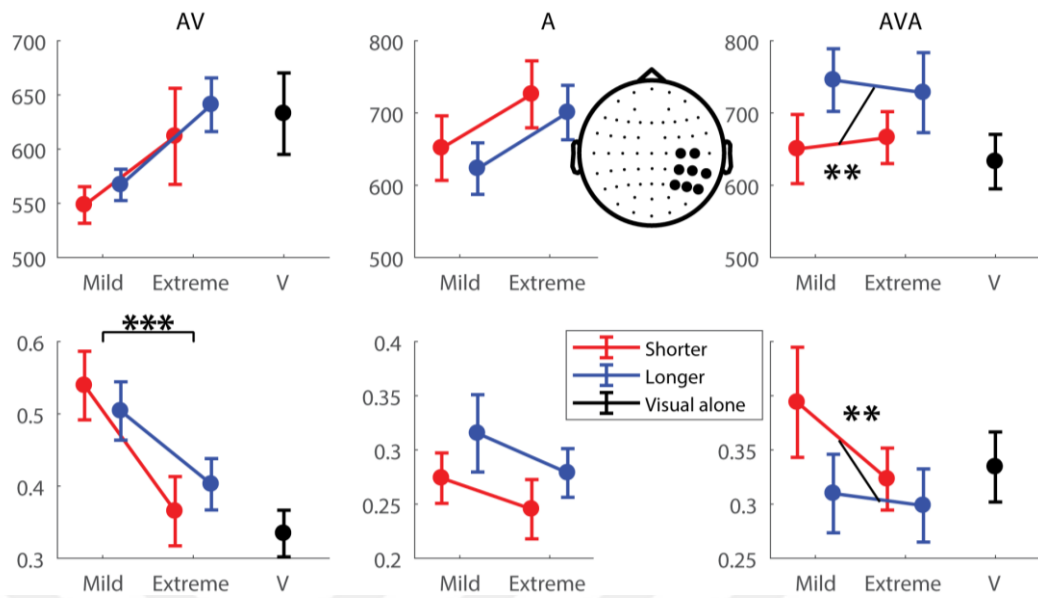 AV
A
AVA
700
650
600
550
500
Mild
Extreme
V
800
700
600
500
Mild
Extreme
800
700
600
500
**
Mild
Extreme
V
***
0.6
0.5
0.4
0.3
Mild
Extreme
V
0.4
0.35
0.3
0.25
0.2
Mild
Extreme
Shorter
Longer
Visual alone
**
0.35
0.3
0.25
Mild
Extreme
V